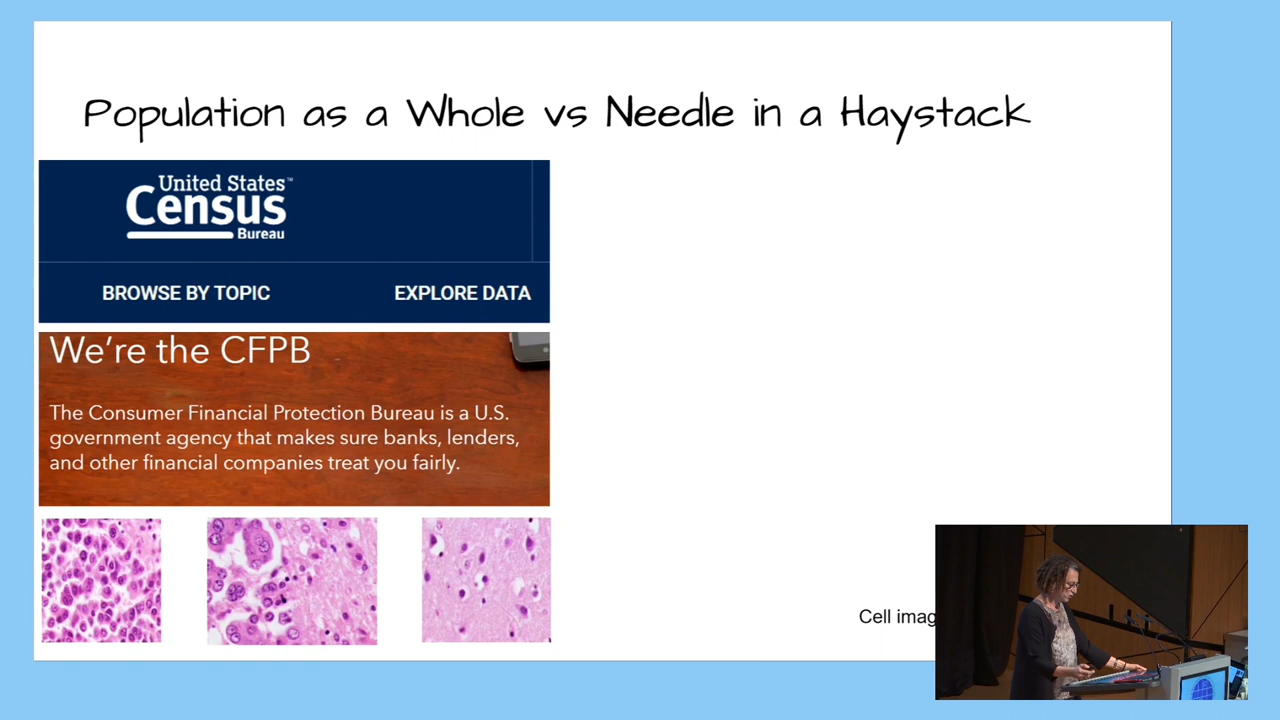 Population as a Whole vs Needle in a Haystack
United States™
Census
Bureau
BROWSE BY TOPIC
EXPLORE DATA
We're the CFPB
The Consumer Financial Protection Bureau is a U.S.
government agency that makes sure banks, lenders,
and other financial companies treat you fairly.
Cell imag